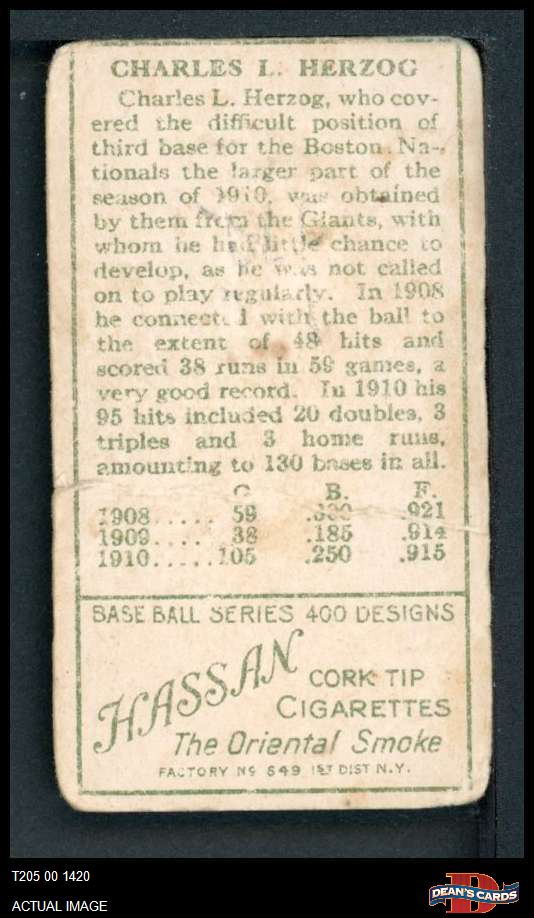 CHARLES L. HERZOG
Charles L. Herzog, who cov-
ered the difficult position of
third base for the Boston Na-
tionals the larger part of the
season of 1910, was obtained
by them from the Giants, with
whom he had little chance to
develop, as he was not called
on to play regularly. In 1908
he connected with the ball to
the extent of 48 hits and
scored 38 runs in 59 games, a
very good record. In 1910 his
95 hits included 20 doubles, 3
triples and 3 home runs,
amounting to 130 bases in all.
G. B. F.
1908..... 59 .921
1909..... 38 .185 .914
1910.....105 .250 .915
BASE BALL SERIES 400 DESIGNS
HASSAN
CORK TIP
CIGARETTES
The Oriental Smoke
FACTORY No 649 1ST DIST N.Y.
T205 00 1420
ACTUAL IMAGE
D
DEAN'S CARDS